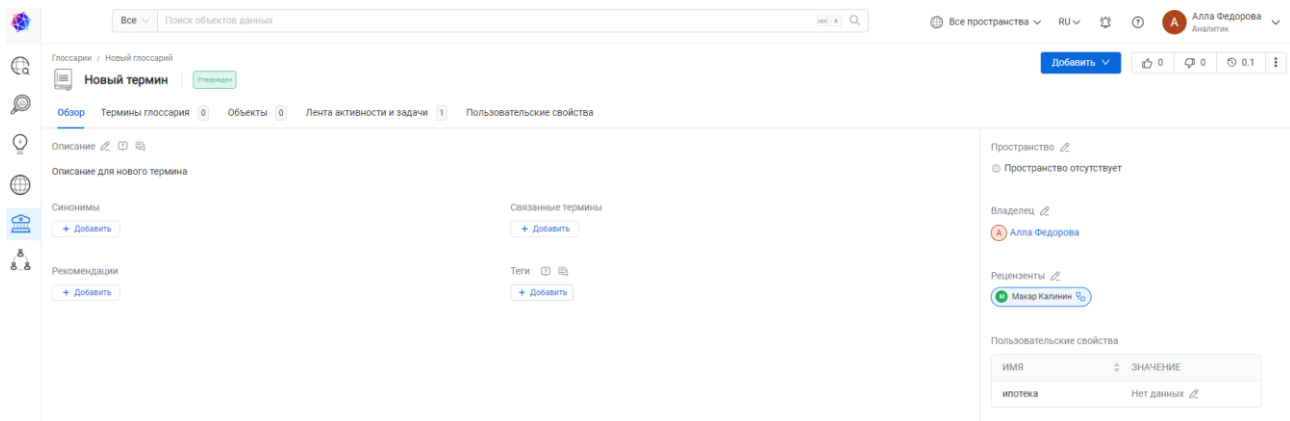 Все Поиск объектов данных ctrl K Все пространства RU А Алла Федорова
Аналитик
Глоссарии / Новый глоссарий
Новый термин Утвержден Добавить 0 0 0.1
Обзор Термины глоссария 0 Объекты 0 Лента активности и задачи 1 Пользовательские свойства
Описание
Описание для нового термина
Синонимы Связанные термины
+ Добавить + Добавить
Рекомендации Теги
+ Добавить + Добавить
Пространство
Пространство отсутствует
Владелец
А Алла Федорова
Рецензенты
М Макар Калинин
Пользовательские свойства
ИМЯ ЗНАЧЕНИЕ
ипотека Нет данных